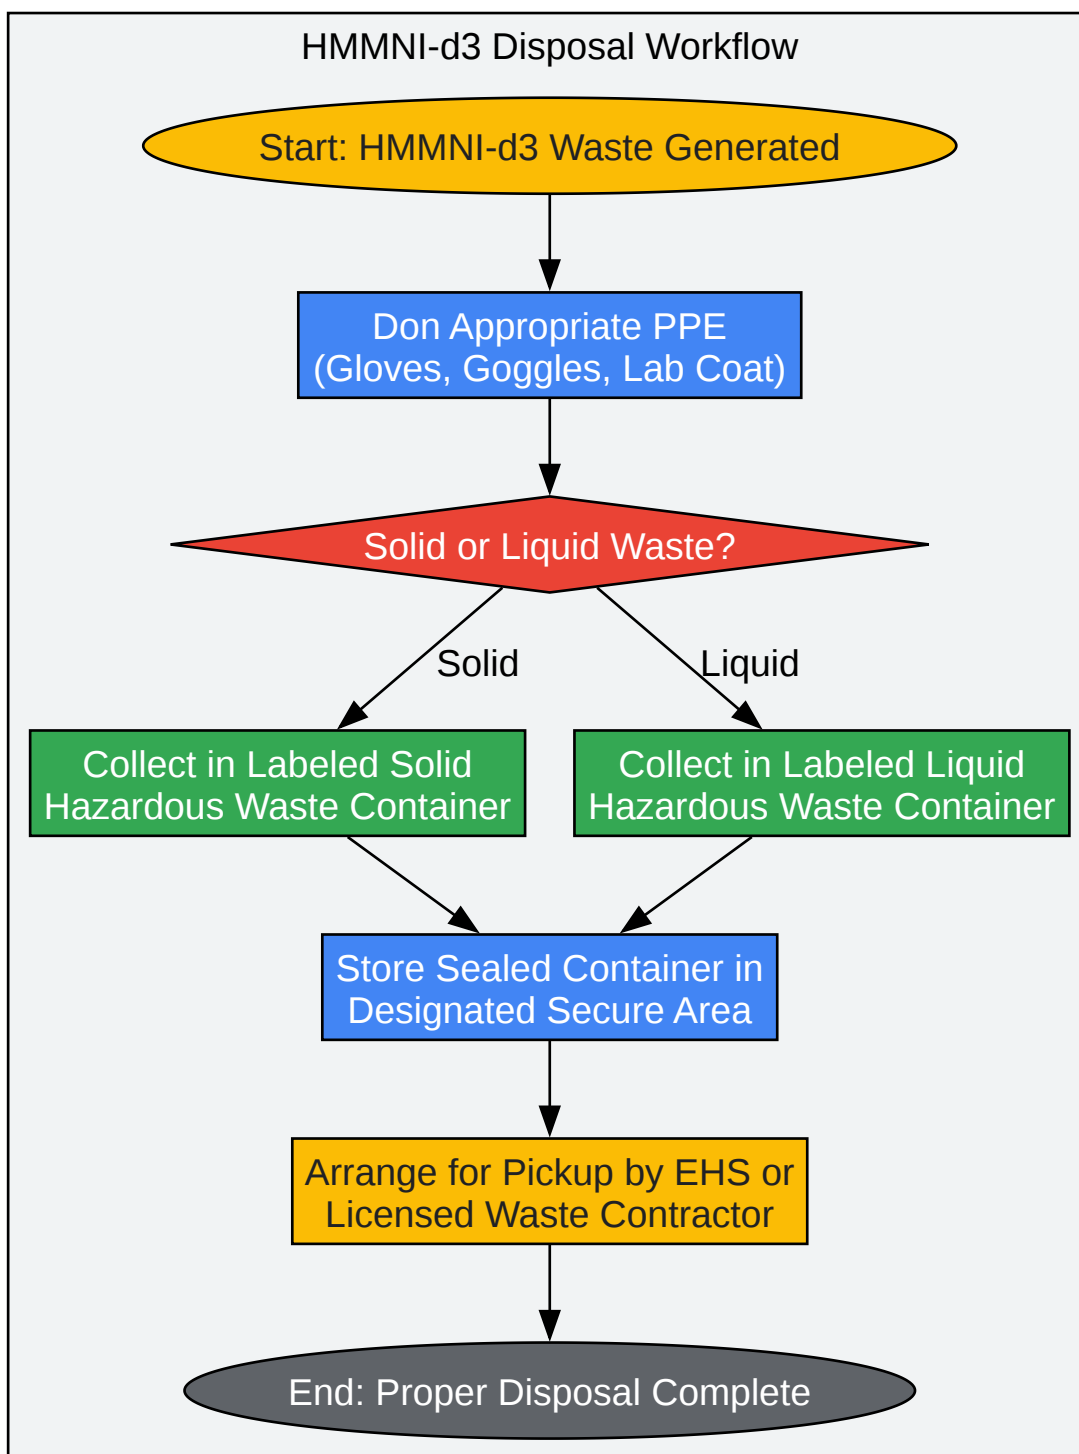 HMMNI-d3 Disposal Workflow
Start: HMMNI-d3 Waste Generated
Don Appropriate PPE
(Gloves, Goggles, Lab Coat)
Solid or Liquid Waste?
Solid
Liquid
Collect in Labeled Solid
Hazardous Waste Container
Collect in Labeled Liquid
Hazardous Waste Container
Store Sealed Container in
Designated Secure Area
Arrange for Pickup by EHS or
Licensed Waste Contractor
End: Proper Disposal Complete